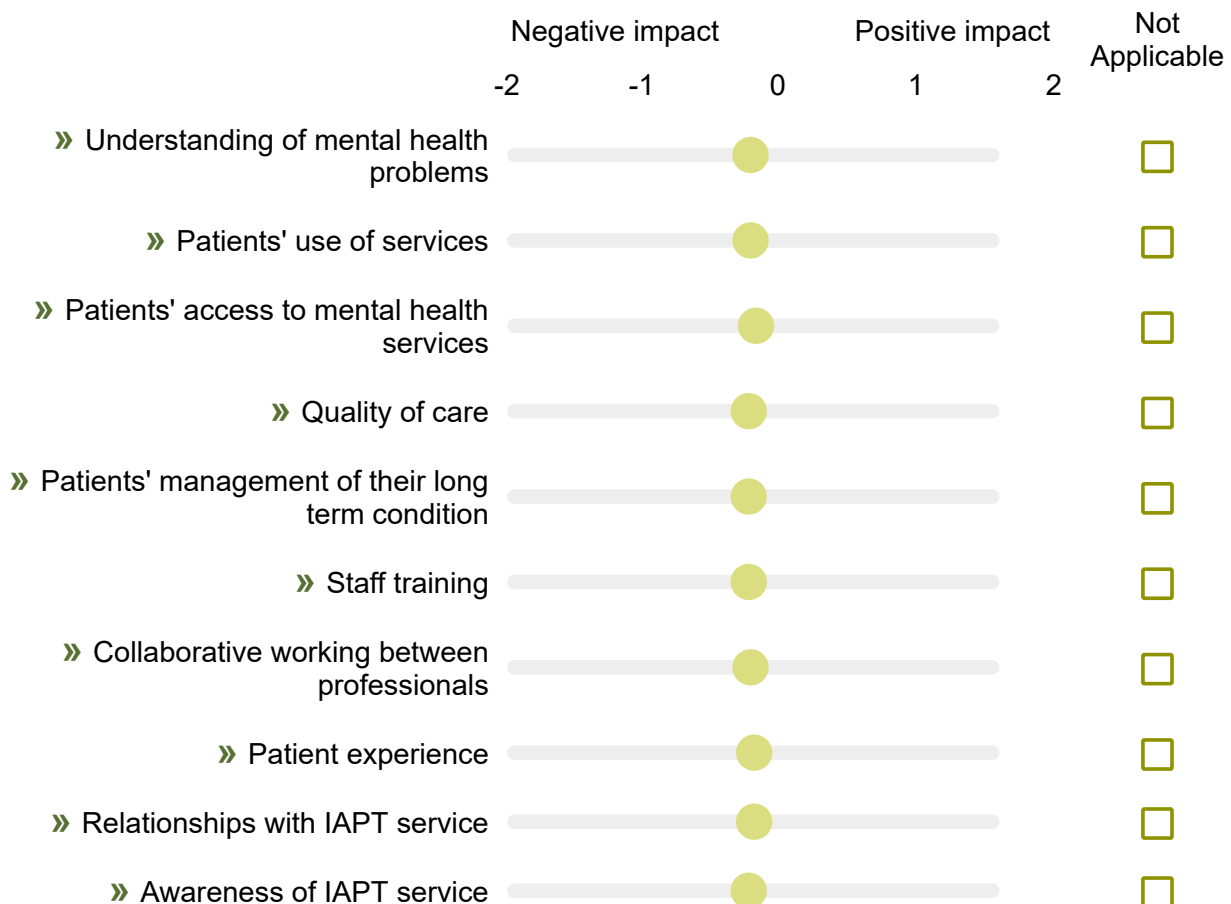 Negative impact Positive impact Not
Applicable
-2 -1 0 1 2
» Understanding of mental health
problems
» Patients' use of services
» Patients' access to mental health
services
» Quality of care
» Patients' management of their long
term condition
» Staff training
» Collaborative working between
professionals
» Patient experience
» Relationships with IAPT service
» Awareness of IAPT service